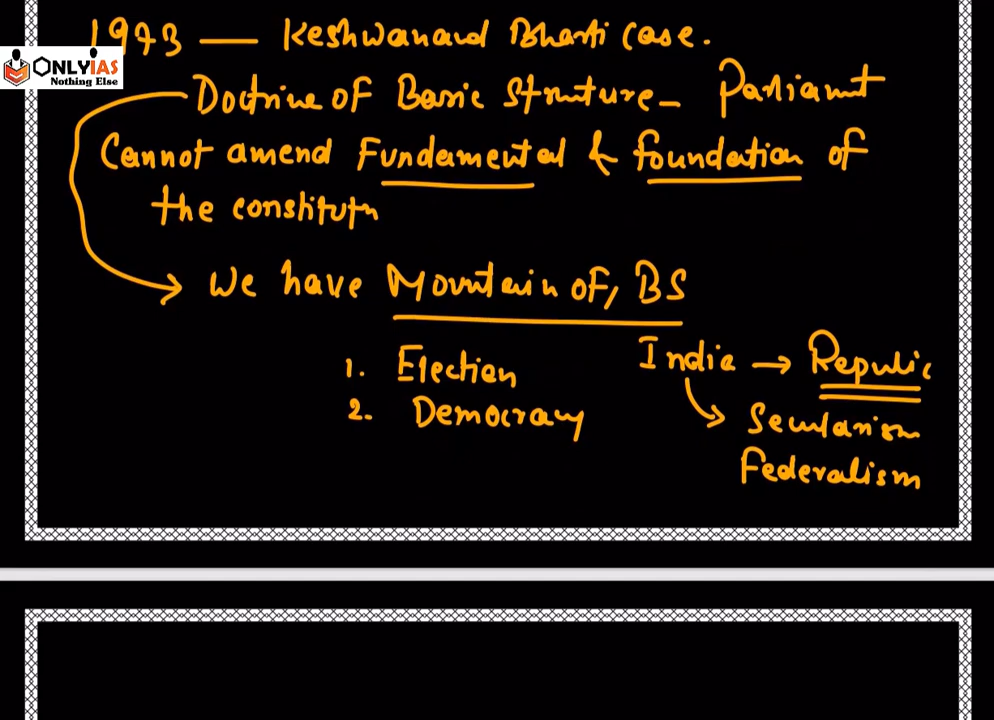 1973 — Keshwanand Bharti Case.
ONLYIAS
Nothing Else
Doctrine of Basic Structure - Parliamnt
Cannot amend Fundamental & foundation of
the constitutn
→ We have Mountain of, BS
1. Election
2. Democracy
India → Repulic
↳ Secularism
Federalism